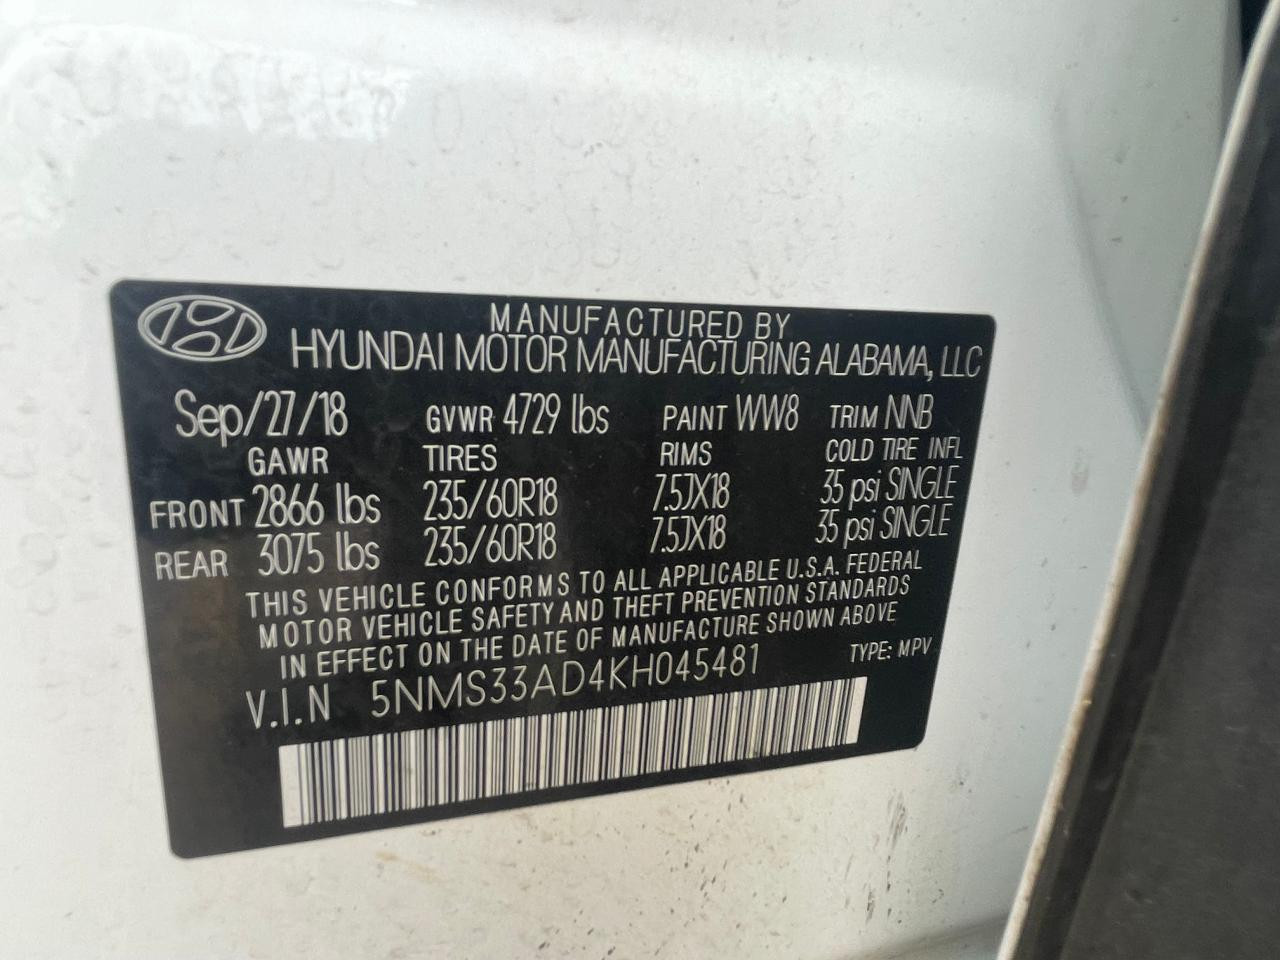 MANUFACTURED BY
HYUNDAI MOTOR MANUFACTURING ALABAMA, LLC
Sep/27/18 GVWR 4729 lbs PAINT WW8 TRIM NNB
GAWR TIRES RIMS COLD TIRE INFL
FRONT 2866 lbs 235/60R18 7.5JX18 35 psi SINGLE
REAR 3075 lbs 235/60R18 7.5JX18 35 psi SINGLE
THIS VEHICLE CONFORMS TO ALL APPLICABLE U.S.A. FEDERAL
MOTOR VEHICLE SAFETY AND THEFT PREVENTION STANDARDS
IN EFFECT ON THE DATE OF MANUFACTURE SHOWN ABOVE
V.I.N 5NMS33AD4KH045481 TYPE: MPV